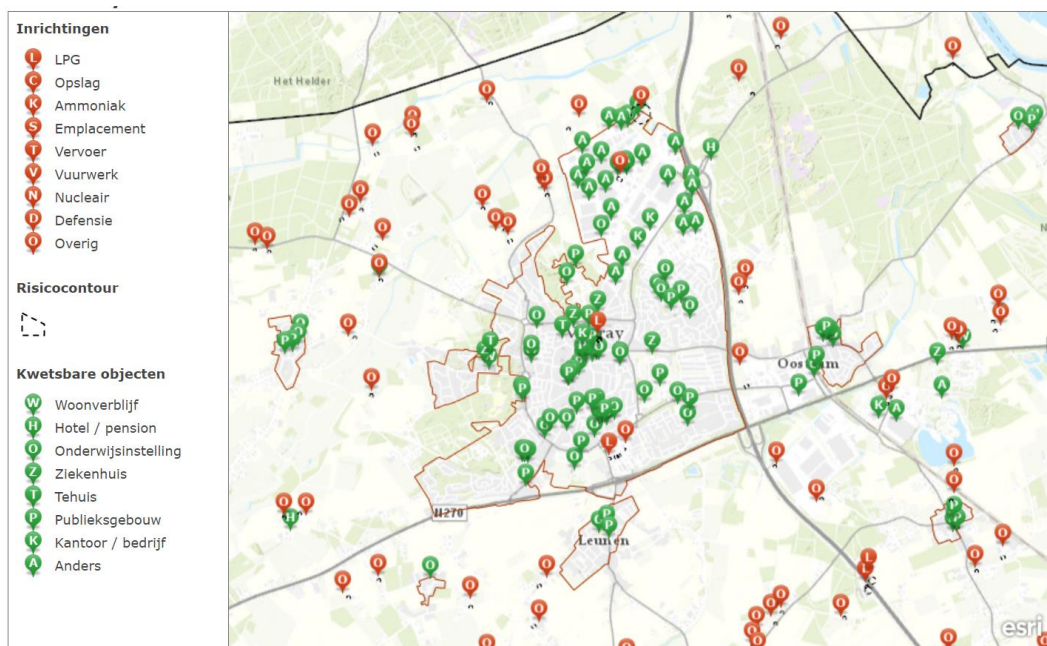 Inrichtingen
L LPG
C Opslag
K Ammoniak
S Emplacement
T Vervoer
V Vuurwerk
N Nucleair
D Defensie
O Overig
Risicocontour
Kwetsbare objecten
W Woonverblijf
H Hotel / pension
O Onderwijsinstelling
Z Ziekenhuis
T Tehuis
P Publieksgebouw
K Kantoor / bedrijf
A Anders
Het Helder
N270
Leunen
esri